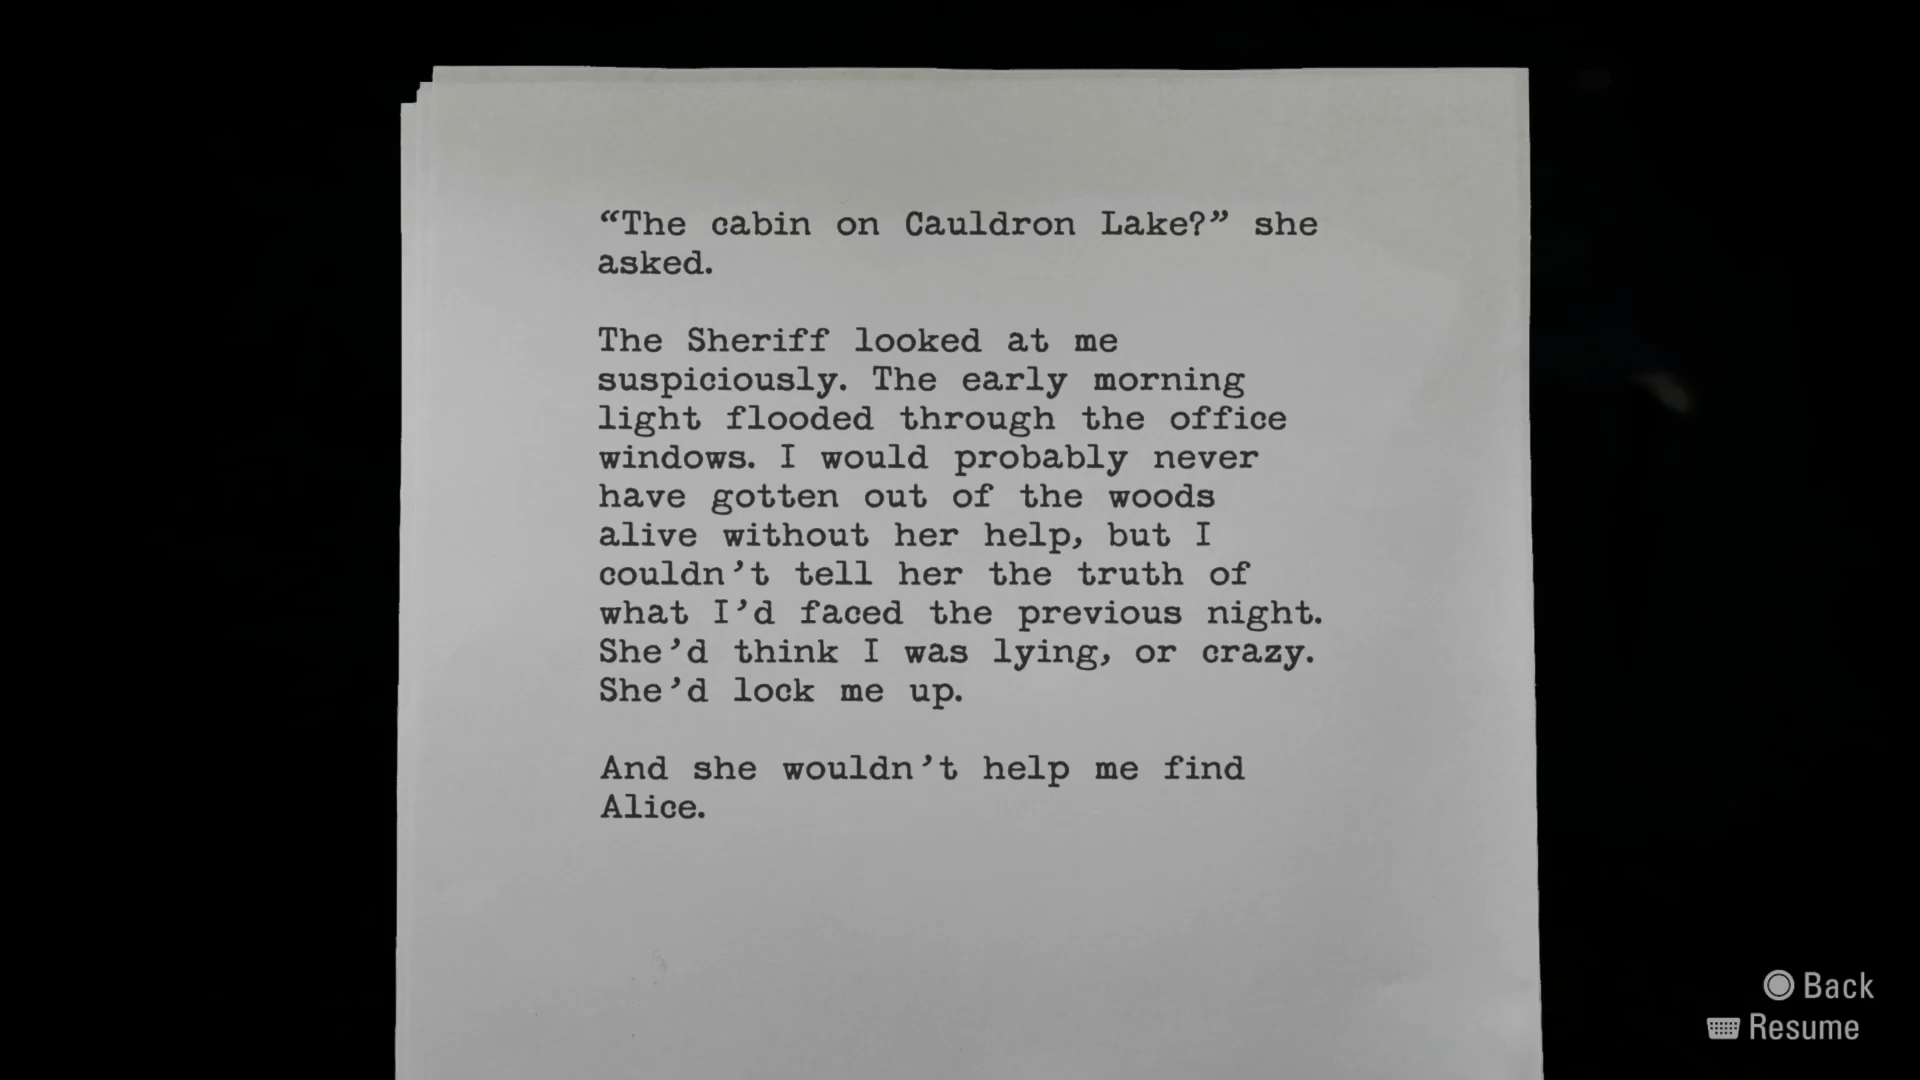 “The cabin on Cauldron Lake?” she
asked.
The Sheriff looked at me
suspiciously. The early morning
light flooded through the office
windows. I would probably never
have gotten out of the woods
alive without her help, but I
couldn’t tell her the truth of
what I’d faced the previous night.
She’d think I was lying, or crazy.
She’d lock me up.
And she wouldn’t help me find
Alice.
Back
Resume